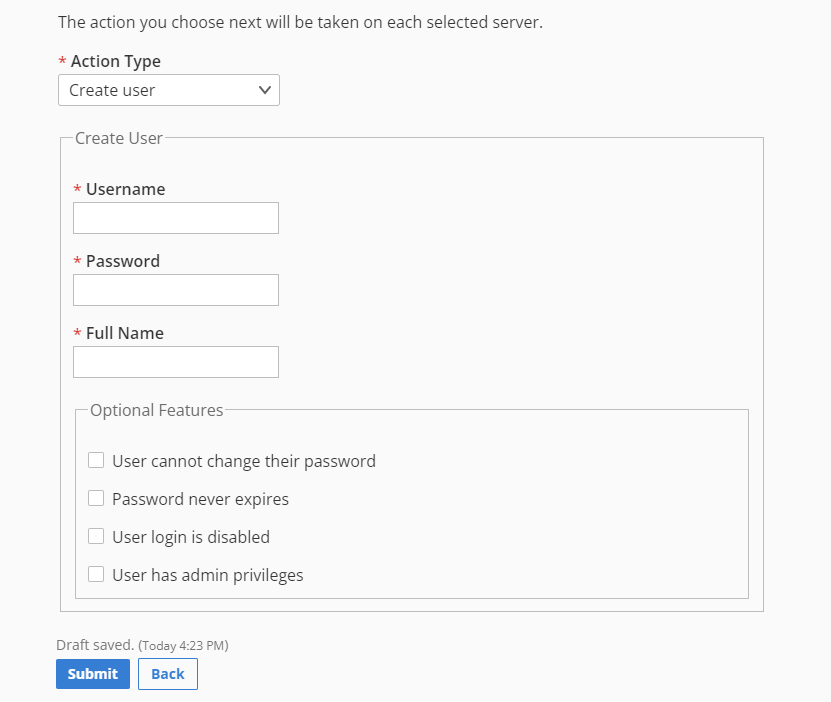 The action you choose next will be taken on each selected server.
* Action Type
Create user
Create User
* Username
* Password
* Full Name
Optional Features
User cannot change their password
Password never expires
User login is disabled
User has admin privileges
Draft saved. (Today 4:23 PM)
Submit Back